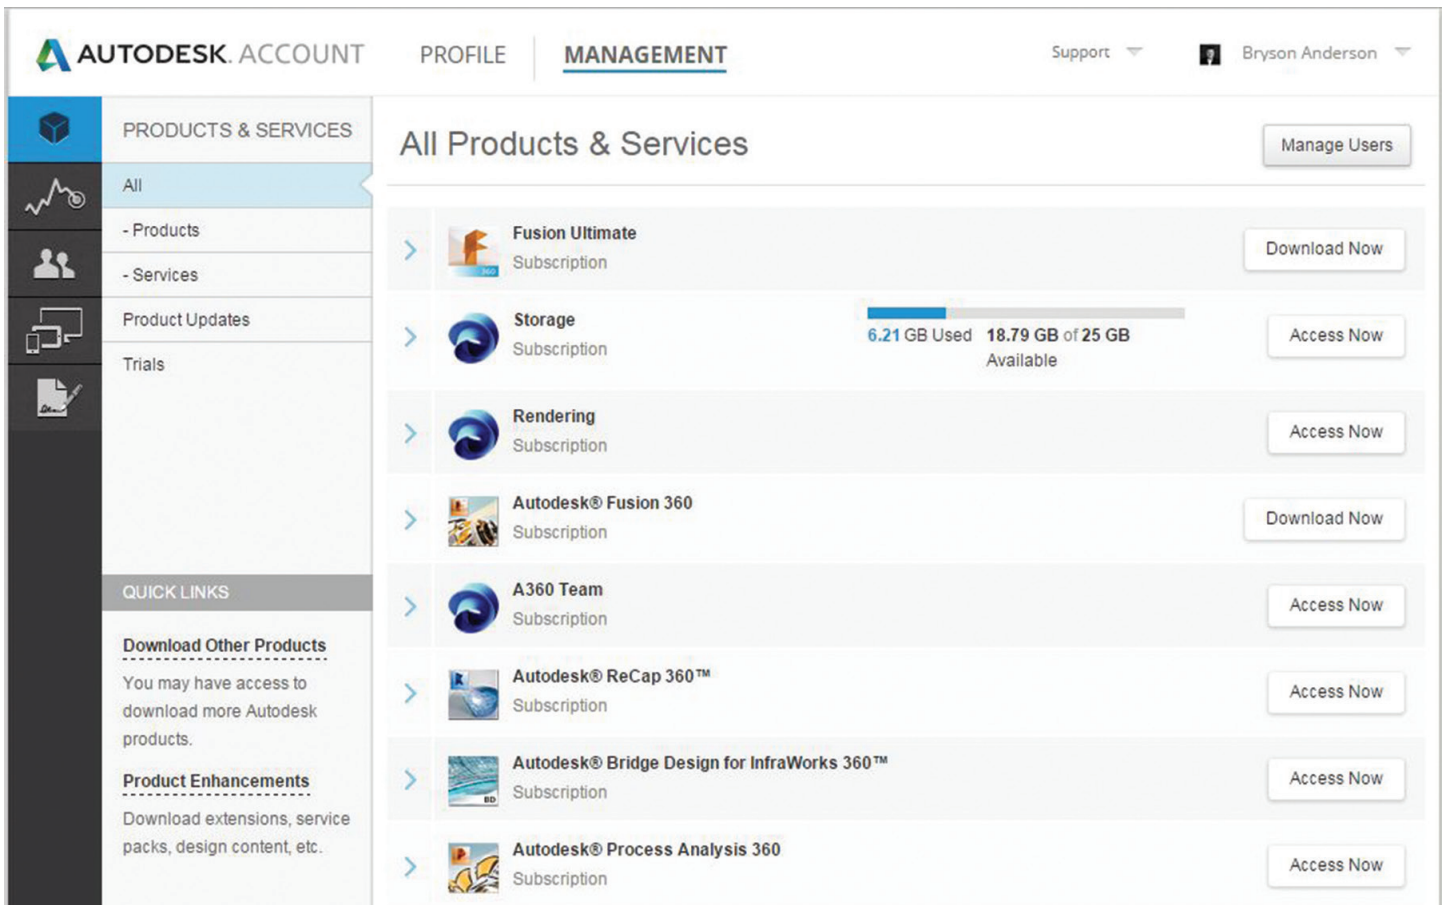 AUTODESK. ACCOUNT PROFILE MANAGEMENT Support Bryson Anderson
PRODUCTS & SERVICES
All
- Products
- Services
Product Updates
Trials
QUICK LINKS
Download Other Products
You may have access to
download more Autodesk
products.
Product Enhancements
Download extensions, service
packs, design content, etc.
All Products & Services
Manage Users
Fusion Ultimate
Subscription
360
Download Now
Storage
Subscription
6.21 GB Used 18.79 GB of 25 GB
Available
Access Now
Rendering
Subscription
Access Now
Autodesk® Fusion 360
Subscription
Download Now
A360 Team
Subscription
Access Now
Autodesk® ReCap 360™
Subscription
Access Now
Autodesk® Bridge Design for InfraWorks 360™
Subscription
BD
Access Now
Autodesk® Process Analysis 360
Subscription
Access Now